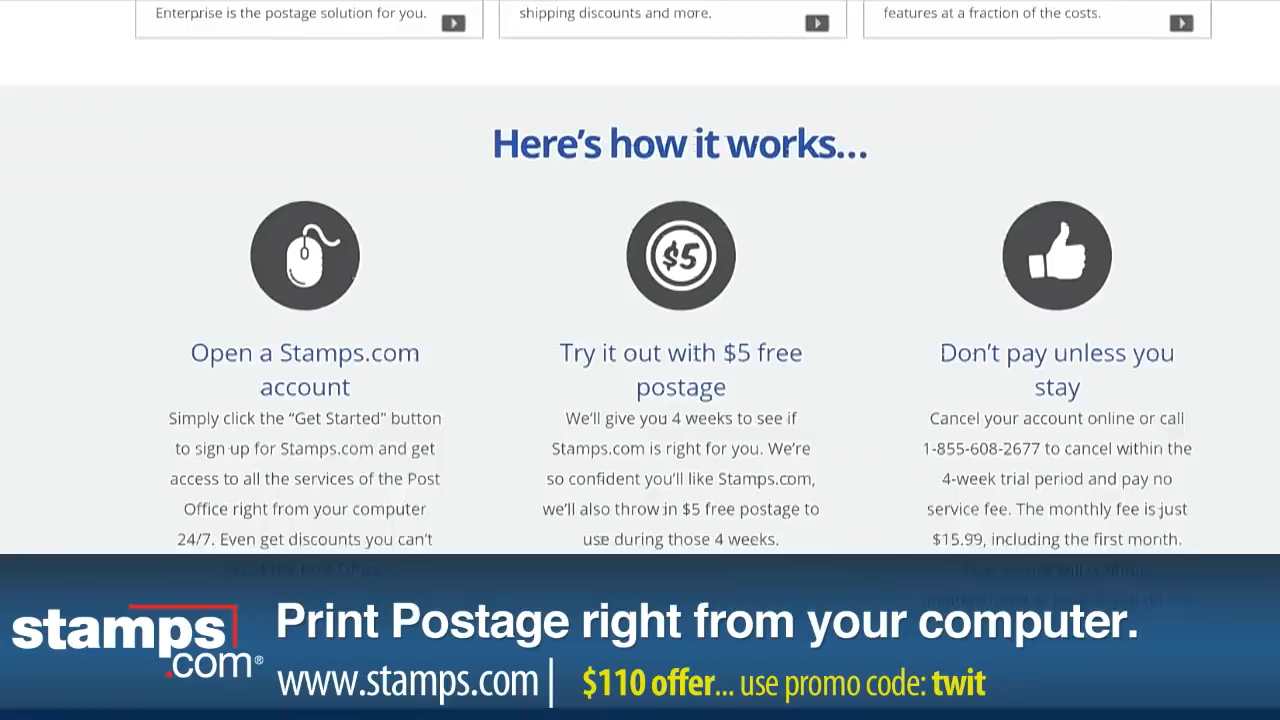 Enterprise is the postage solution for you.
shipping discounts and more.
features at a fraction of the costs.
Here's how it works...
$5
Open a Stamps.com
account
Simply click the “Get Started” button
to sign-up for Stamps.com and get
access to all the services of the Post
Office right from your computer
24/7. Even get discounts you can’t
Try it out with $5 free
postage
We’ll give you 4 weeks to see if
Stamps.com is right for you. We’re
so confident you’ll like Stamps.com,
we’ll also throw in $5 free postage to
use during those 4 weeks.
Don’t pay unless you
stay
Cancel your account online or call
1-855-608-2677 to cancel within the
4-week trial period and pay no
service fee. The monthly fee is just
$15.99, including the first month.
stamps
.com®
Print Postage right from your computer.
www.stamps.com
$110 offer... use promo code: twit